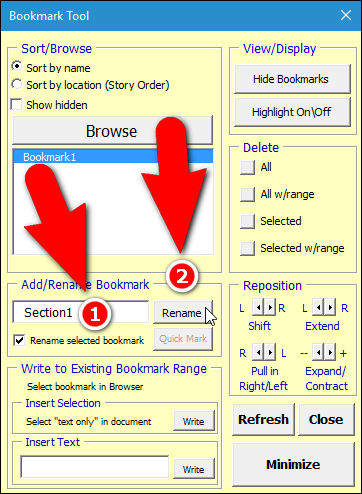 Bookmark Tool
Sort/Browse
Sort by name
Sort by location (Story Order)
Show hidden
Browse
Bookmark1
Add/Rename Bookmark
Section1
Rename
Rename selected bookmark
Quick Mark
1
2
Write to Existing Bookmark Range
Select bookmark in Browser
Insert Selection
Select "text only" in document
Write
Insert Text
Write
View/Display
Hide Bookmarks
Highlight On\Off
Delete
All
All w/range
Selected
Selected w/range
Reposition
L R L R
Shift Extend
R L -- +
Pull in Expand/
Right/Left Contract
Refresh Close
Minimize